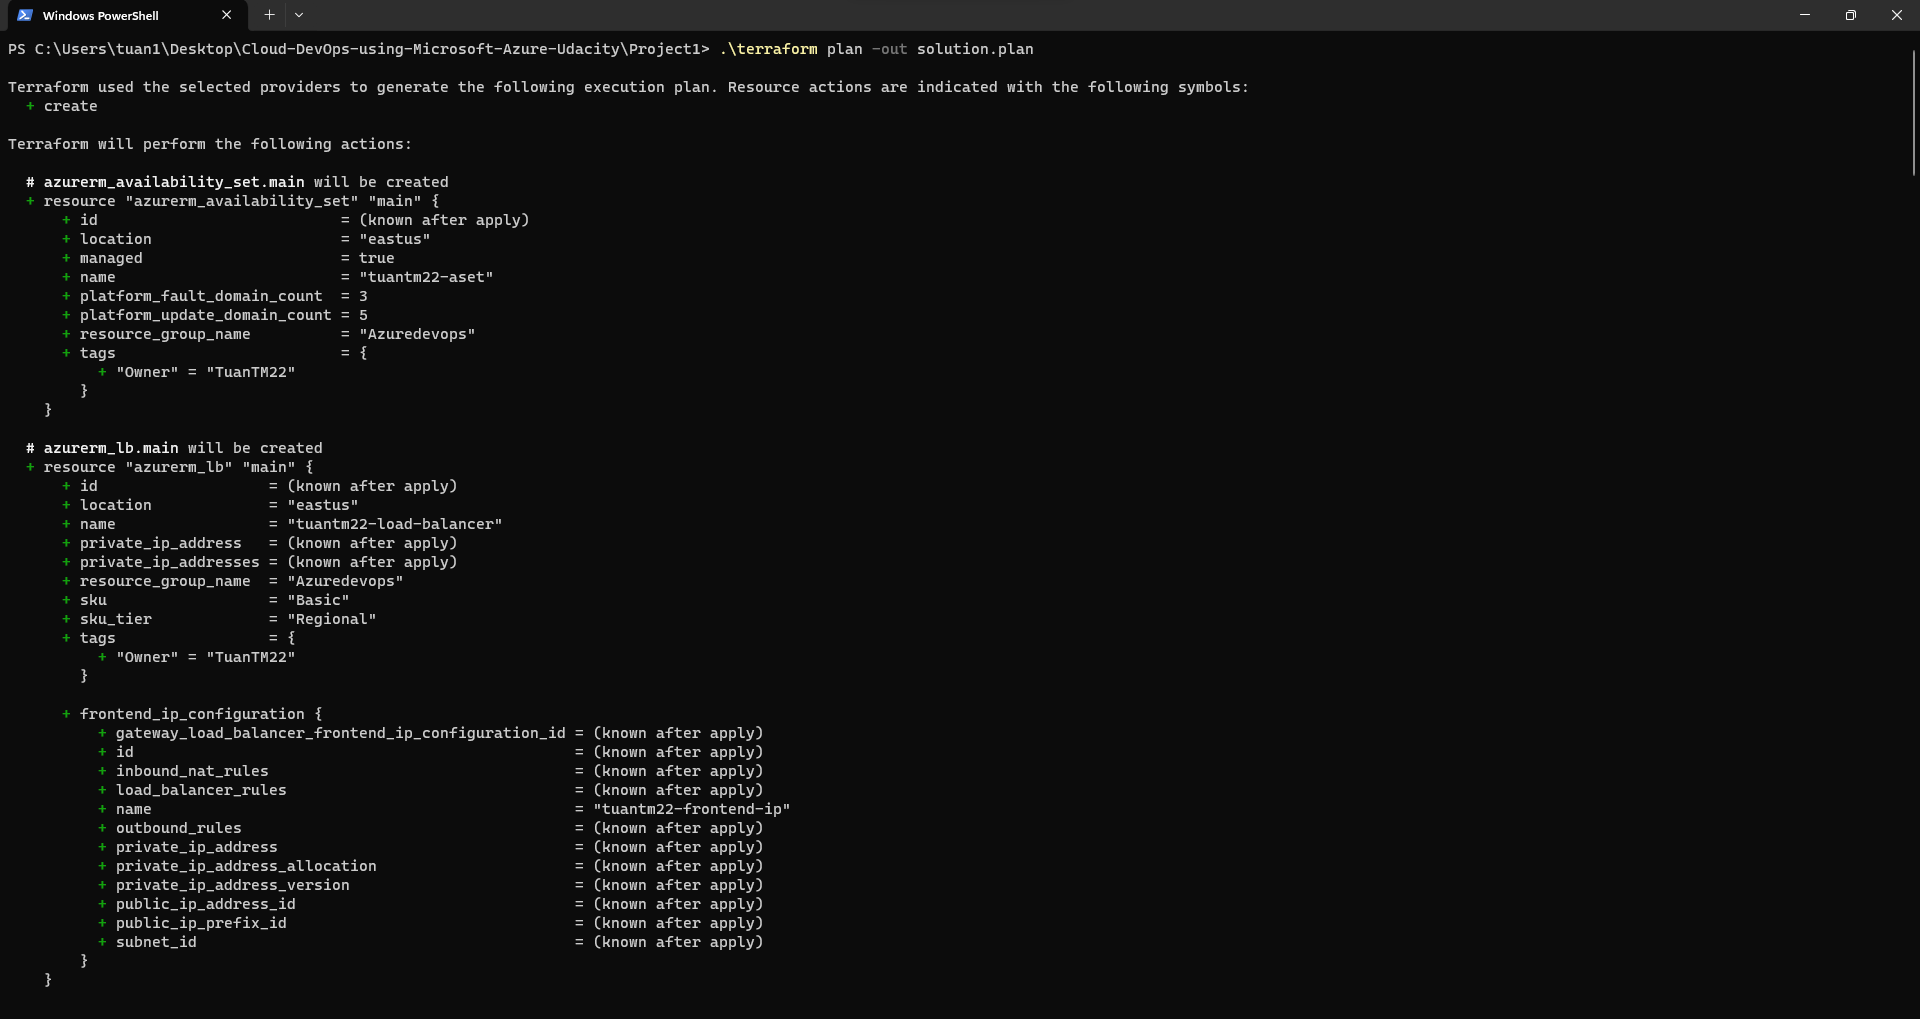 Windows PowerShell
PS C:\Users\tuan1\Desktop\Cloud-DevOps-using-Microsoft-Azure-Udacity\Project1> .\terraform plan -out solution.plan
Terraform used the selected providers to generate the following execution plan. Resource actions are indicated with the following symbols:
  + create
Terraform will perform the following actions:
  # azurerm_availability_set.main will be created
  + resource "azurerm_availability_set" "main" {
      + id                           = (known after apply)
      + location                     = "eastus"
      + managed                      = true
      + name                         = "tuantm22-aset"
      + platform_fault_domain_count  = 3
      + platform_update_domain_count = 5
      + resource_group_name          = "Azuredevops"
      + tags                         = {
          + "Owner" = "TuanTM22"
        }
    }
  # azurerm_lb.main will be created
  + resource "azurerm_lb" "main" {
      + id                   = (known after apply)
      + location             = "eastus"
      + name                 = "tuantm22-load-balancer"
      + private_ip_address   = (known after apply)
      + private_ip_addresses = (known after apply)
      + resource_group_name  = "Azuredevops"
      + sku                  = "Basic"
      + sku_tier             = "Regional"
      + tags                 = {
          + "Owner" = "TuanTM22"
        }
      + frontend_ip_configuration {
          + gateway_load_balancer_frontend_ip_configuration_id = (known after apply)
          + id                                                 = (known after apply)
          + inbound_nat_rules                                  = (known after apply)
          + load_balancer_rules                                = (known after apply)
          + name                                               = "tuantm22-frontend-ip"
          + outbound_rules                                     = (known after apply)
          + private_ip_address                                 = (known after apply)
          + private_ip_address_allocation                      = (known after apply)
          + private_ip_address_version                         = (known after apply)
          + public_ip_address_id                               = (known after apply)
          + public_ip_prefix_id                                = (known after apply)
          + subnet_id                                          = (known after apply)
        }
    }